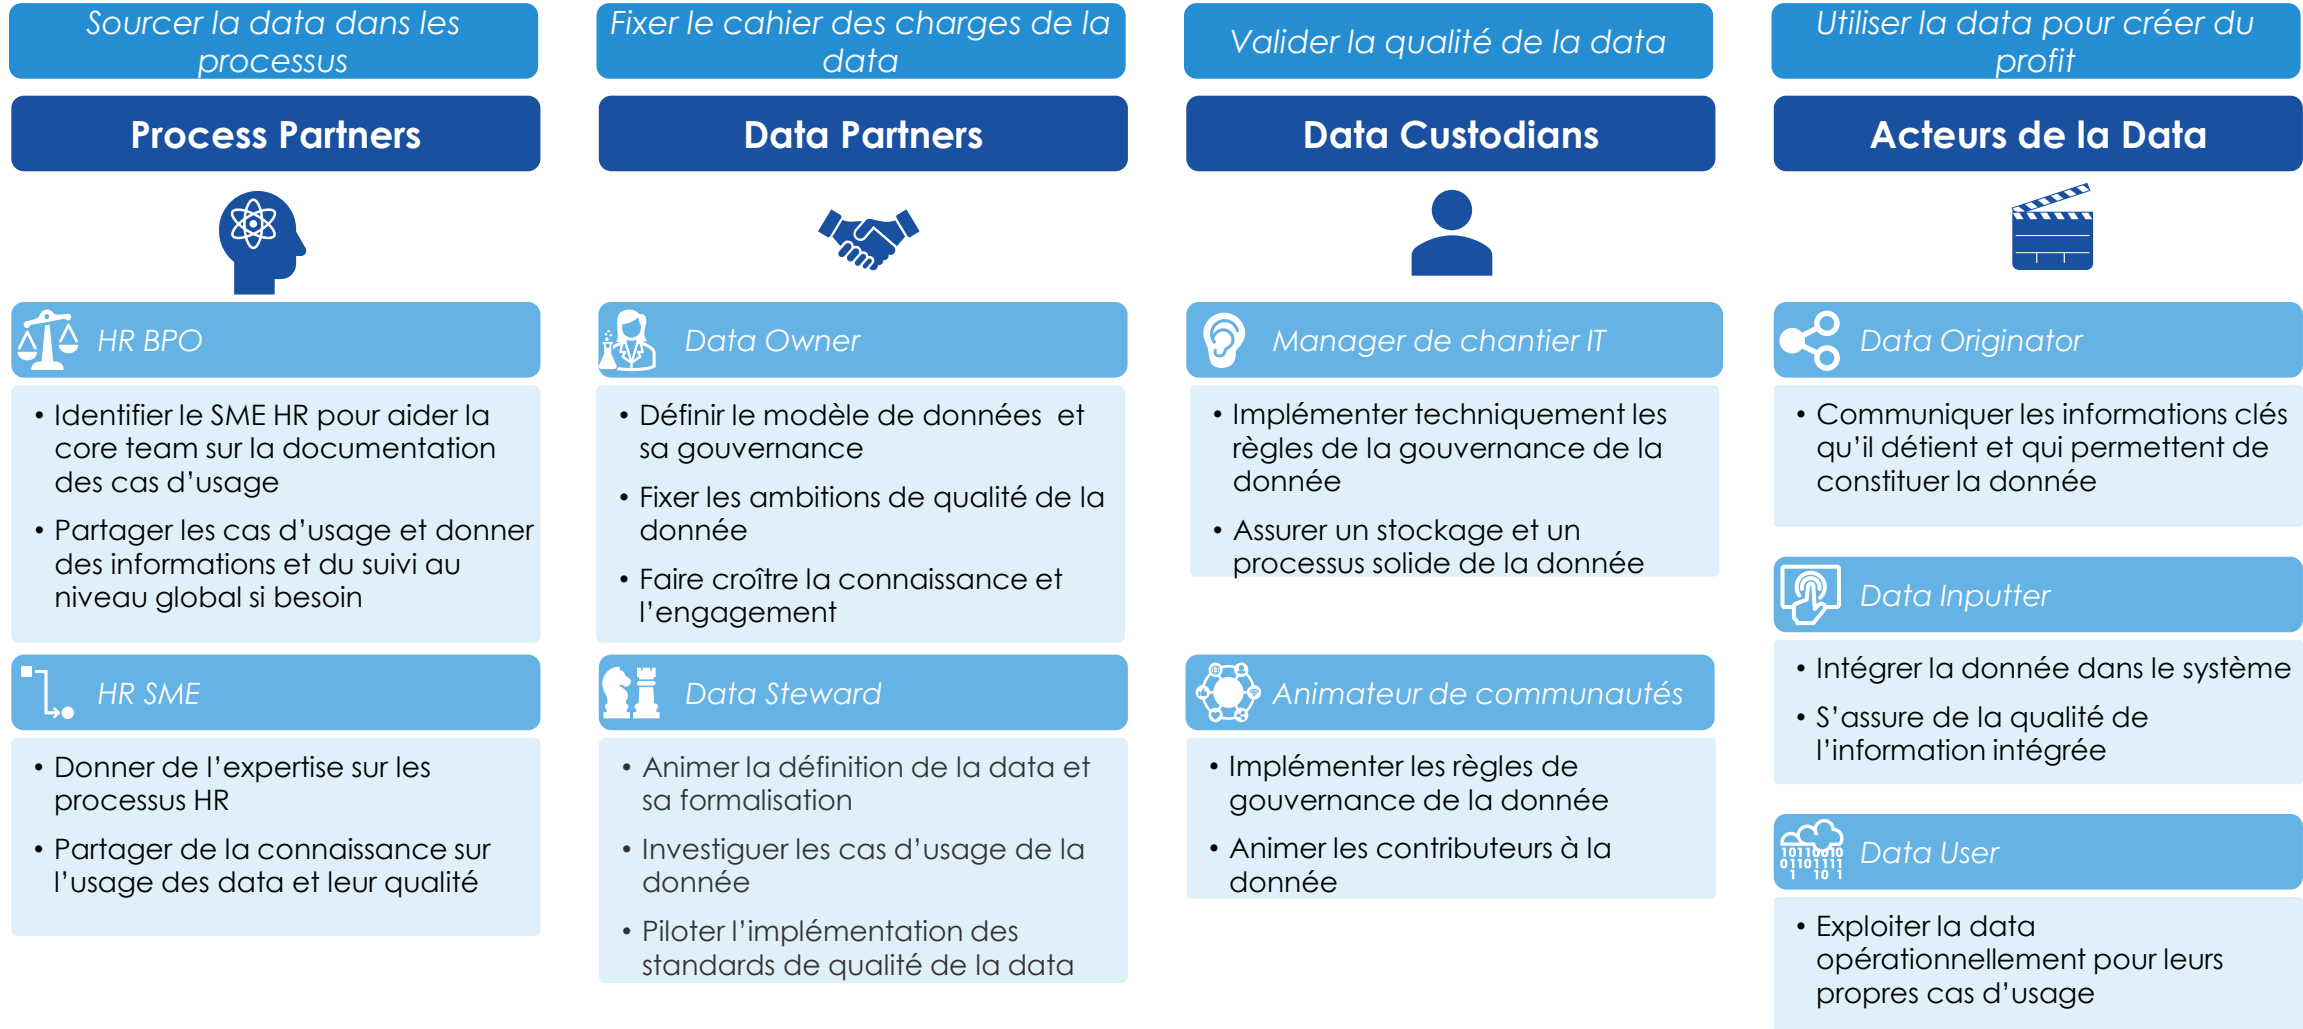 Sourcer la data dans les
processus
Process Partners
HR BPO
• Identifier le SME HR pour aider la
core team sur la documentation
des cas d’usage
• Partager les cas d’usage et donner
des informations et du suivi au
niveau global si besoin
HR SME
• Donner de l’expertise sur les
processus HR
• Partager de la connaissance sur
l’usage des data et leur qualité
Fixer le cahier des charges de la
data
Data Partners
Data Owner
• Définir le modèle de données et
sa gouvernance
• Fixer les ambitions de qualité de la
donnée
• Faire croître la connaissance et
l’engagement
Data Steward
• Animer la définition de la data et
sa formalisation
• Investiguer les cas d’usage de la
donnée
• Piloter l’implémentation des
standards de qualité de la data
Valider la qualité de la data
Data Custodians
Manager de chantier IT
• Implémenter techniquement les
règles de la gouvernance de la
donnée
• Assurer un stockage et un
processus solide de la donnée
Animateur de communautés
• Implémenter les règles de
gouvernance de la donnée
• Animer les contributeurs à la
donnée
Utiliser la data pour créer du
profit
Acteurs de la Data
Data Originator
• Communiquer les informations clés
qu’il détient et qui permettent de
constituer la donnée
Data Inputter
• Intégrer la donnée dans le système
• S’assure de la qualité de
l’information intégrée
10110010
01101111
1 10 1
Data User
• Exploiter la data
opérationnellement pour leurs
propres cas d’usage